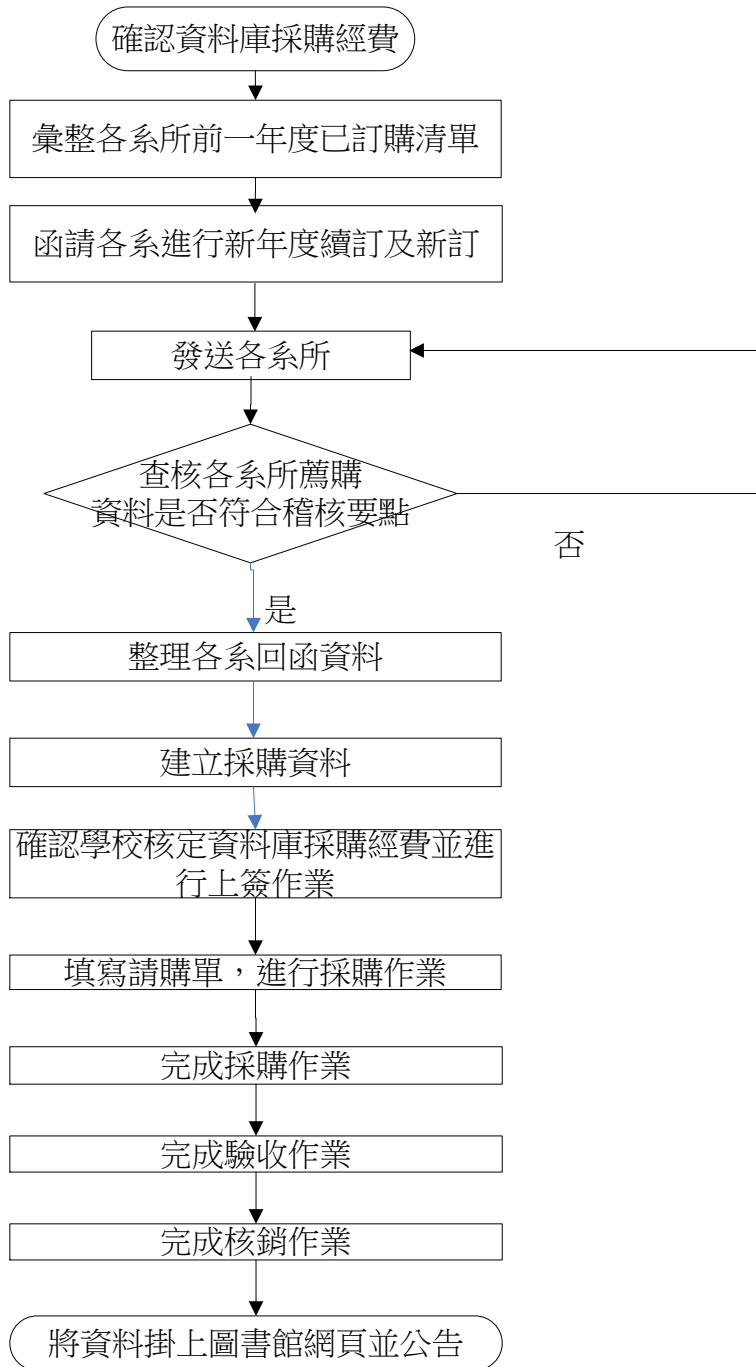 確認資料庫採購經費
彙整各系所前一年度已訂購清單
函請各系進行新年度續訂及新訂
發送各系所
查核各系所薦購
資料是否符合稽核要點
否
是
整理各系回函資料
建立採購資料
確認學校核定資料庫採購經費並進
行上簽作業
填寫請購單，進行採購作業
完成採購作業
完成驗收作業
完成核銷作業
將資料掛上圖書館網頁並公告